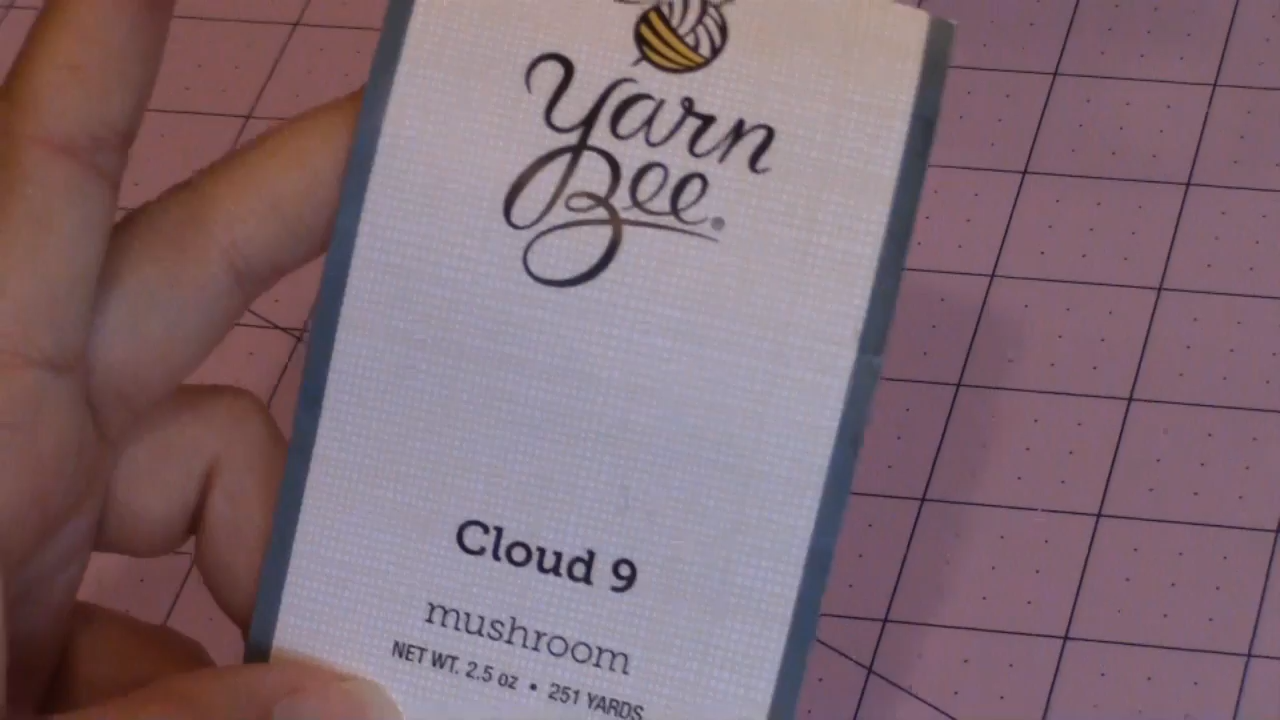 Yarn
Bee.
Cloud 9
mushroom
NET WT. 2.5 oz • 251 YARDS